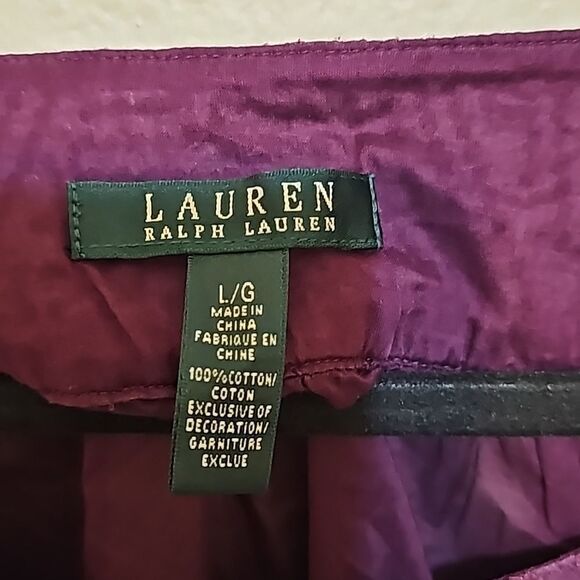 LAUREN
RALPH LAUREN
L/G
MADE IN
CHINA
FABRIQUE EN
CHINE
100%COTTON/
COTON
EXCLUSIVE OF
DECORATION/
GARNITURE
EXCLUE